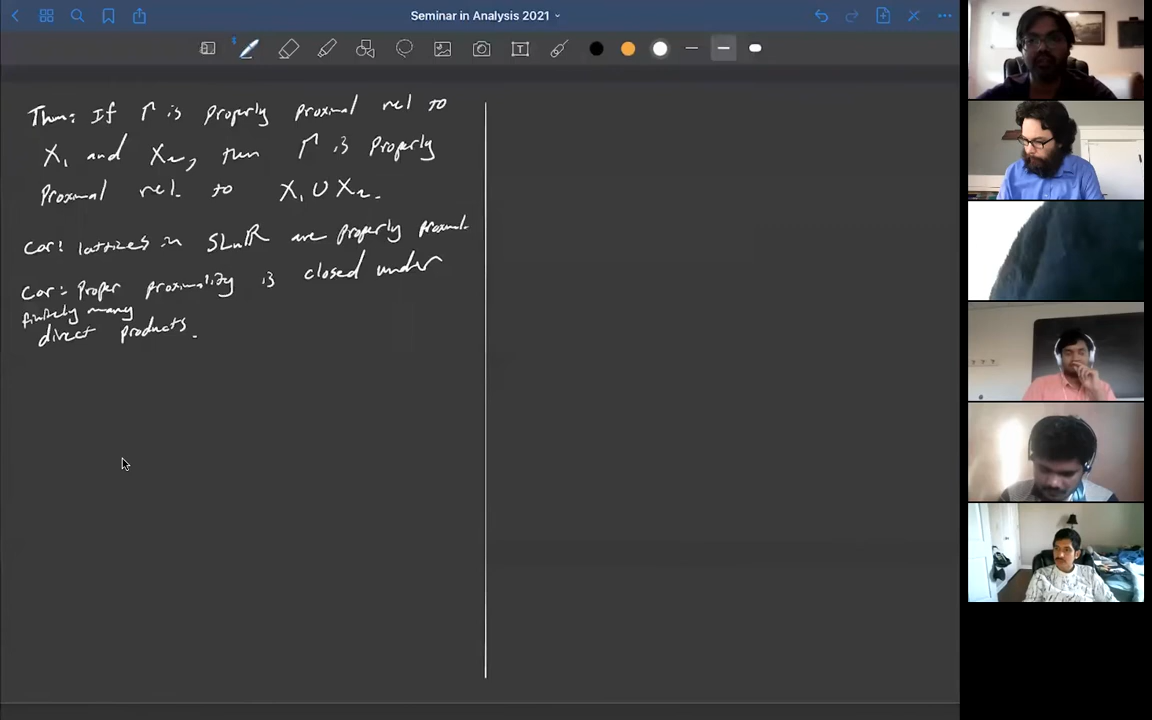 Seminar in Analysis 2021
Thm: If Γ is properly proximal rel to
X₁ and X₂, then Γ is properly
proximal rel. to X₁ ∪ X₂.
Cor: lattices in SLnR are properly proximal.
Cor: Proper proximality is closed under
finitely many
direct products.